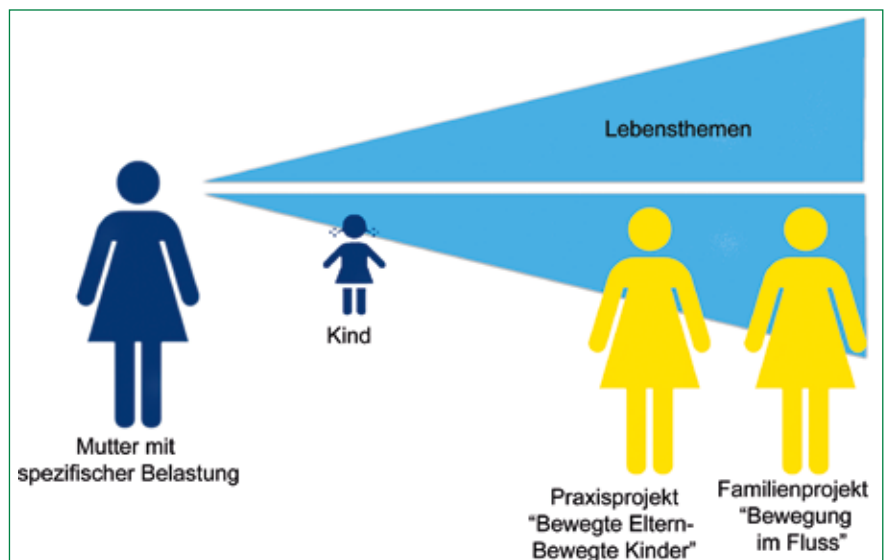 Lebensthemen
Kind
Mutter mit
spezifischer Belastung
Praxisprojekt
“Bewegte Eltern-
Bewegte Kinder”
Familienprojekt
“Bewegung
im Fluss”